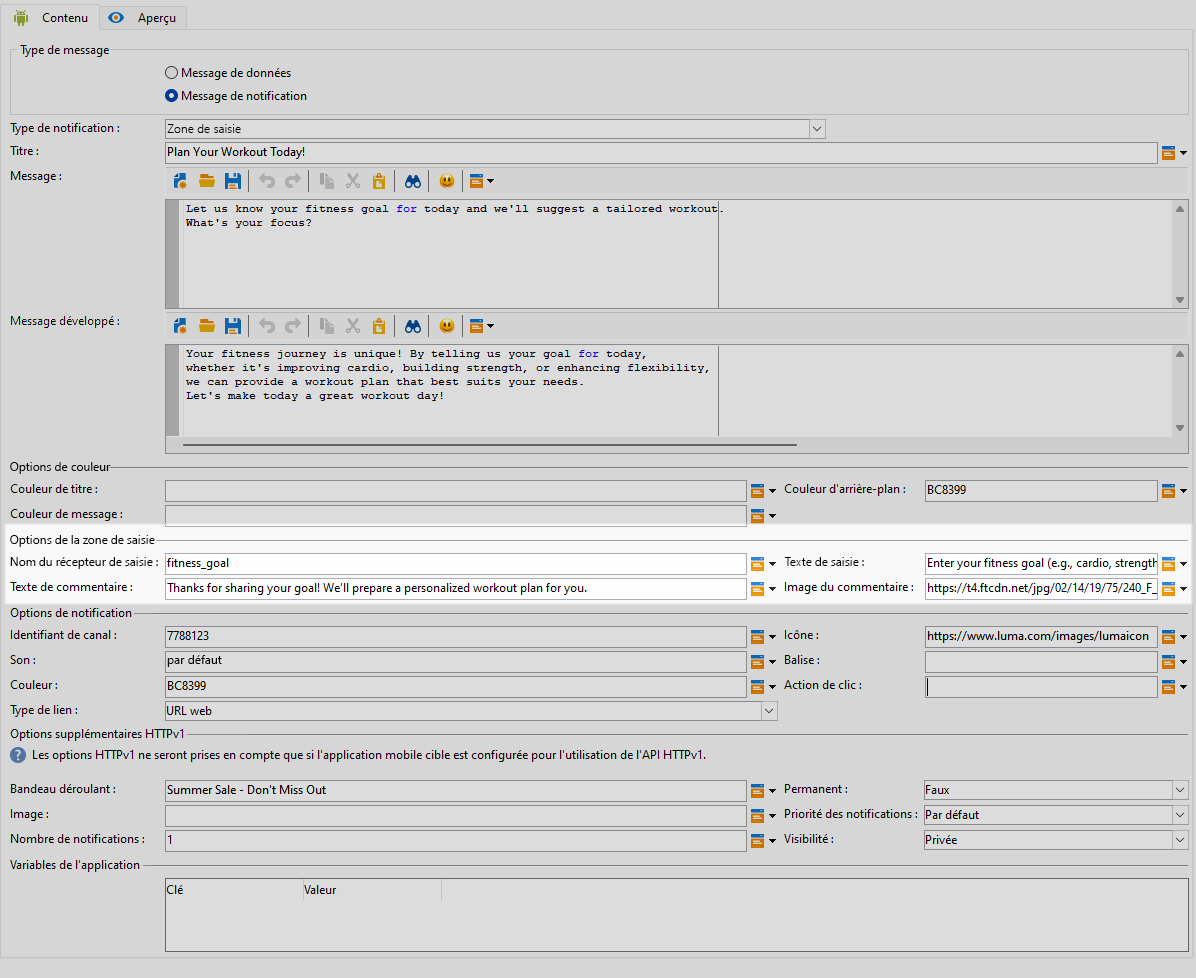 Contenu Aperçu
Type de message
Message de données
Message de notification
Type de notification : Zone de saisie
Titre : Plan Your Workout Today!
Message :
Let us know your fitness goal for today and we'll suggest a tailored workout.
What's your focus?
Message développé :
Your fitness journey is unique! By telling us your goal for today,
whether it's improving cardio, building strength, or enhancing flexibility,
we can provide a workout plan that best suits your needs.
Let's make today a great workout day!
Options de couleur
Couleur de titre : Couleur d'arrière-plan : BC8399
Couleur de message :
Options de la zone de saisie
Nom du récepteur de saisie : fitness_goal Texte de saisie : Enter your fitness goal (e.g., cardio, strength
Texte de commentaire : Thanks for sharing your goal! We'll prepare a personalized workout plan for you. Image du commentaire : https://t4.ftcdn.net/jpg/02/14/19/75/240_F_
Options de notification
Identifiant de canal : 7788123 Icône : https://www.luma.com/images/lumaicon
Son : par défaut Balise :
Couleur : BC8399 Action de clic :
Type de lien : URL web
Options supplémentaires HTTPv1
? Les options HTTPv1 ne seront prises en compte que si l'application mobile cible est configurée pour l'utilisation de l'API HTTPv1.
Bandeau déroulant : Summer Sale - Don't Miss Out Permanent : Faux
Image : Priorité des notifications : Par défaut
Nombre de notifications : 1 Visibilité : Privée
Variables de l'application
Clé Valeur